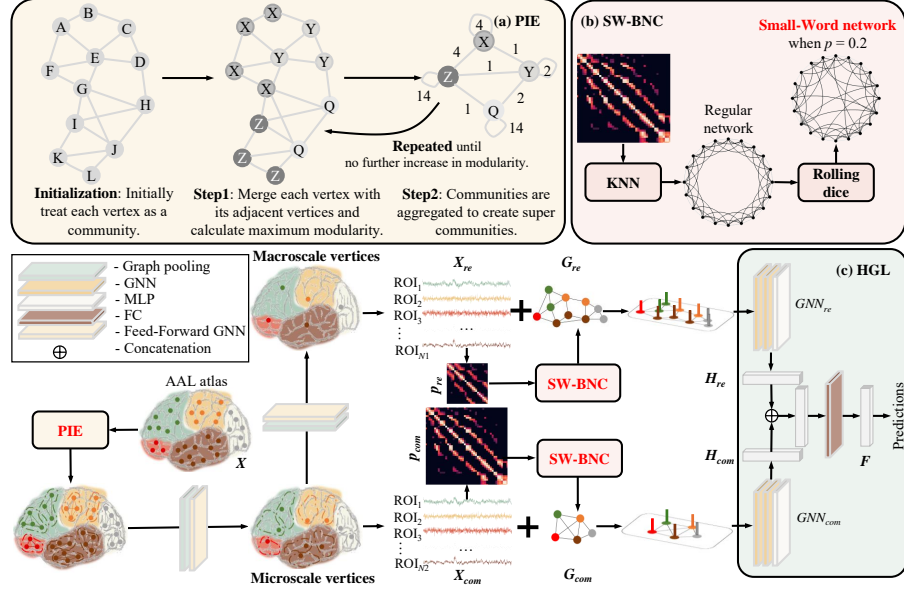 (a) PIE
A
B
C
D
E
F
G
H
I
J
K
L
X
X
Y
X
Y
Y
X
Q
Z
Q
Z
Z
4
X
4
1
1
Z
Y
2
14
1
2
Q
14
Repeated until
no further increase in modularity.
Initialization: Initially
treat each vertex as a
community.
Step1: Merge each vertex with
its adjacent vertices and
calculate maximum modularity.
Step2: Communities are
aggregated to create super
communities.
(b) SW-BNC
Small-Word network
when p = 0.2
Regular
network
KNN
Rolling
dice
- Graph pooling
- GNN
- MLP
- FC
- Feed-Forward GNN
- Concatenation
AAL atlas
PIE
X
Macroscale vertices
Microscale vertices
X_re
G_re
ROI_1
ROI_2
ROI_3
...
...
ROI_N1
p_re
SW-BNC
p_com
SW-BNC
ROI_1
ROI_2
ROI_3
...
...
ROI_N2
X_com
G_com
(c) HGL
GNN_re
H_re
H_com
F
Predictions
GNN_com